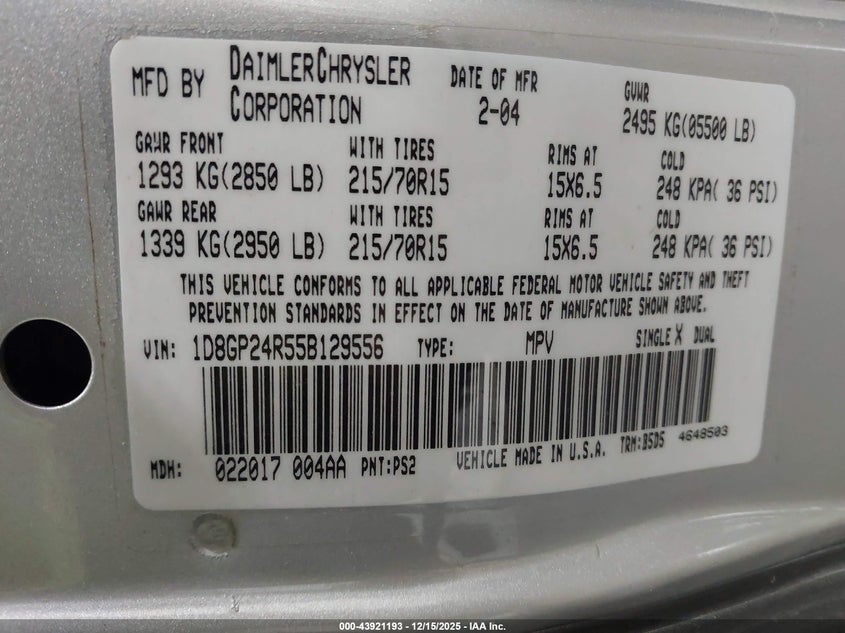 MFD BY DAIMLERCHRYSLER CORPORATION DATE OF MFR 2-04 GVWR 2495 KG(05500 LB)
GAWR FRONT WITH TIRES RIMS AT COLD
1293 KG(2850 LB) 215/70R15 15X6.5 248 KPA( 36 PSI)
GAWR REAR WITH TIRES RIMS AT COLD
1339 KG(2950 LB) 215/70R15 15X6.5 248 KPA( 36 PSI)
THIS VEHICLE CONFORMS TO ALL APPLICABLE FEDERAL MOTOR VEHICLE SAFETY AND THEFT
PREVENTION STANDARDS IN EFFECT ON THE DATE OF MANUFACTURE SHOWN ABOVE.
VIN: 1D8GP24R55B129556 TYPE: MPV SINGLE X DUAL
MDH: 022017 004AA PNT:PS2 VEHICLE MADE IN U.S.A. TRM:B5D5 4648503
000-43921193 - 12/15/2025 - IAA Inc.